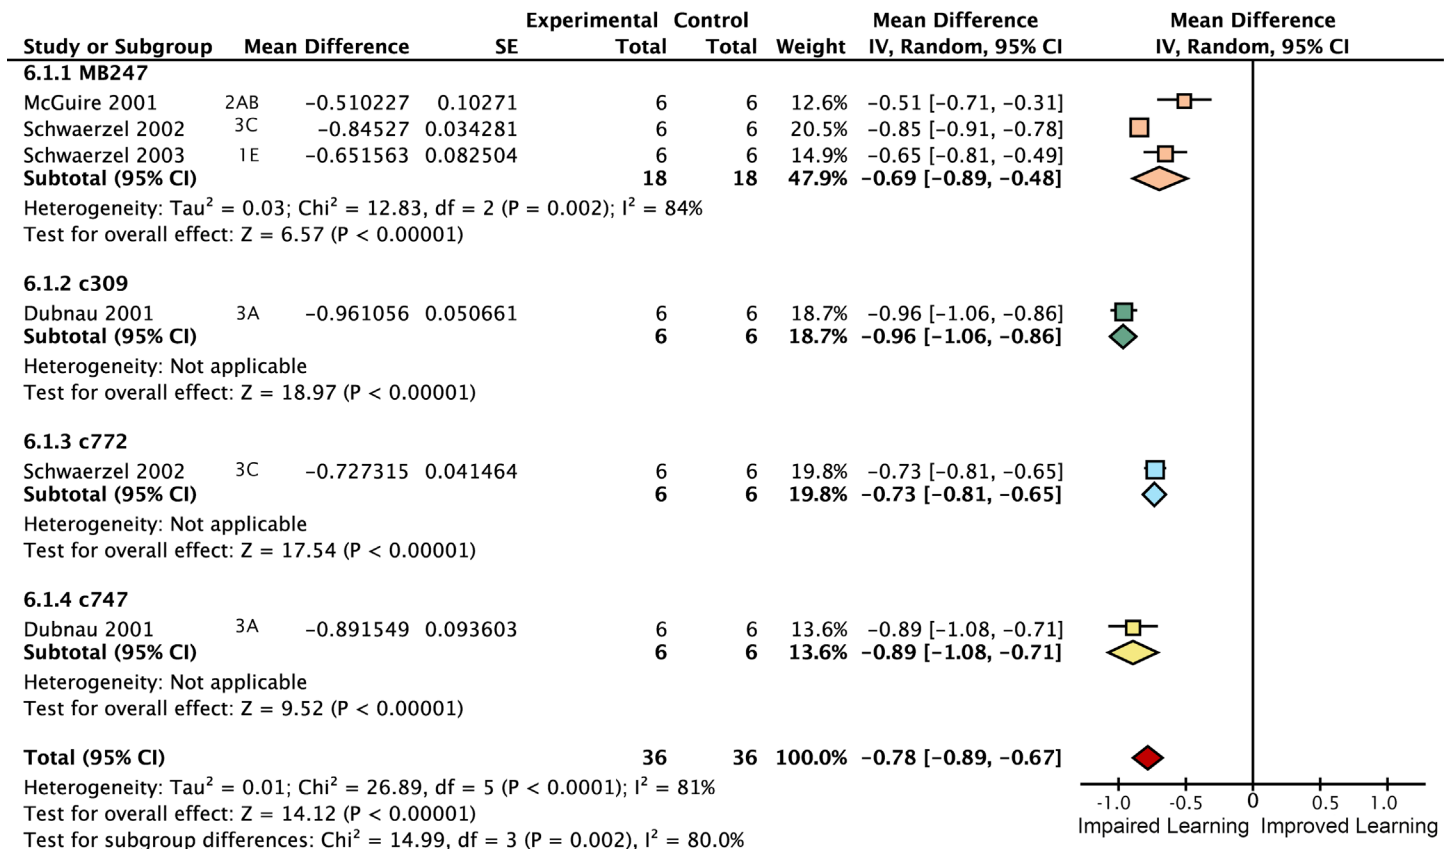 Experimental Control Mean Difference Mean Difference
Study or Subgroup Mean Difference SE Total Total Weight IV, Random, 95% CI IV, Random, 95% CI
6.1.1 MB247
McGuire 2001 2AB −0.510227 0.10271 6 6 12.6% −0.51 [−0.71, −0.31]
Schwaerzel 2002 3C −0.84527 0.034281 6 6 20.5% −0.85 [−0.91, −0.78]
Schwaerzel 2003 1E −0.651563 0.082504 6 6 14.9% −0.65 [−0.81, −0.49]
Subtotal (95% CI) 18 18 47.9% −0.69 [−0.89, −0.48]
Heterogeneity: Tau² = 0.03; Chi² = 12.83, df = 2 (P = 0.002); I² = 84%
Test for overall effect: Z = 6.57 (P < 0.00001)
6.1.2 c309
Dubnau 2001 3A −0.961056 0.050661 6 6 18.7% −0.96 [−1.06, −0.86]
Subtotal (95% CI) 6 6 18.7% −0.96 [−1.06, −0.86]
Heterogeneity: Not applicable
Test for overall effect: Z = 18.97 (P < 0.00001)
6.1.3 c772
Schwaerzel 2002 3C −0.727315 0.041464 6 6 19.8% −0.73 [−0.81, −0.65]
Subtotal (95% CI) 6 6 19.8% −0.73 [−0.81, −0.65]
Heterogeneity: Not applicable
Test for overall effect: Z = 17.54 (P < 0.00001)
6.1.4 c747
Dubnau 2001 3A −0.891549 0.093603 6 6 13.6% −0.89 [−1.08, −0.71]
Subtotal (95% CI) 6 6 13.6% −0.89 [−1.08, −0.71]
Heterogeneity: Not applicable
Test for overall effect: Z = 9.52 (P < 0.00001)
Total (95% CI) 36 36 100.0% −0.78 [−0.89, −0.67]
Heterogeneity: Tau² = 0.01; Chi² = 26.89, df = 5 (P < 0.0001); I² = 81%
-1.0 -0.5 0 0.5 1.0
Test for overall effect: Z = 14.12 (P < 0.00001)
Impaired Learning Improved Learning
Test for subgroup differences: Chi² = 14.99, df = 3 (P = 0.002), I² = 80.0%